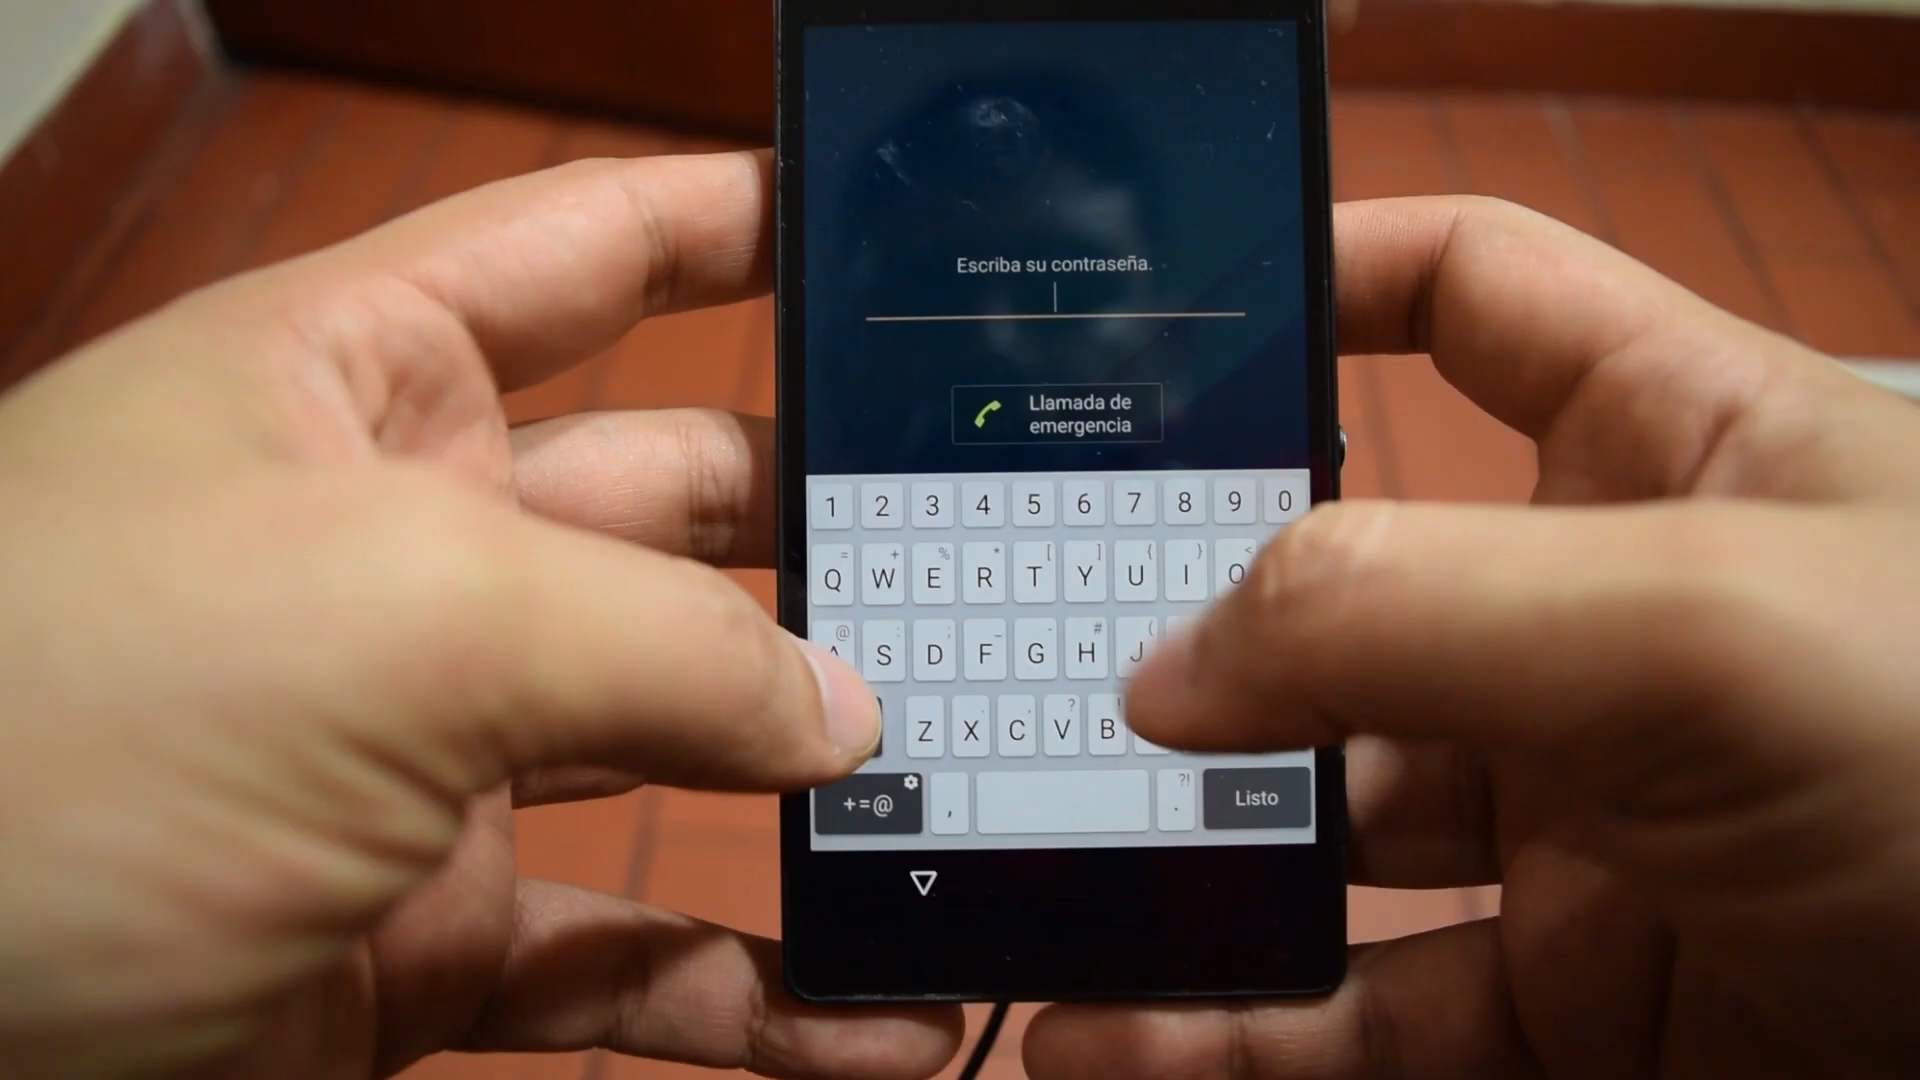 Escriba su contraseña.
Llamada de
emergencia
1 2 3 4 5 6 7 8 9 0
= + % * [ ] { } <
Q W E R T Y U I O
@ : ; _ - # (
S D F G H J
? !
Z X C V B
+=@ , . ?! Listo